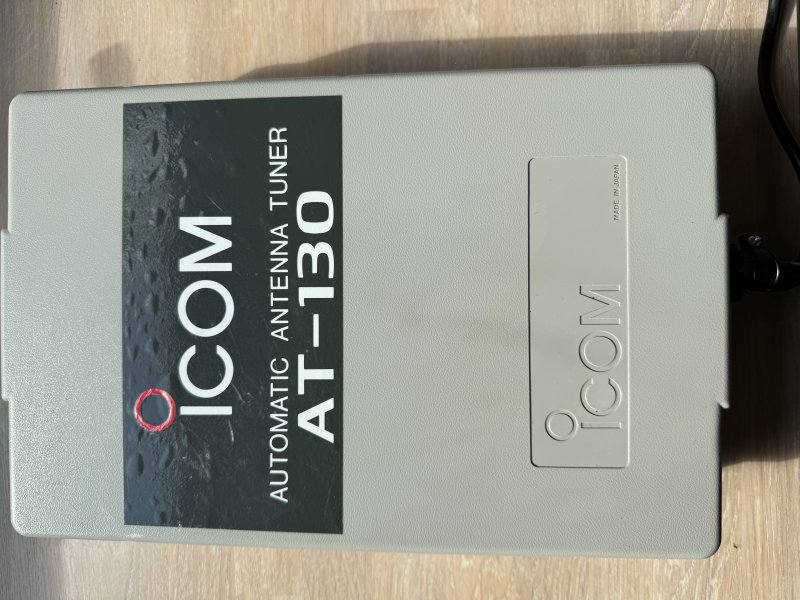 ICOM
AUTOMATIC ANTENNA TUNER
AT-130
ICOM
MADE IN JAPAN